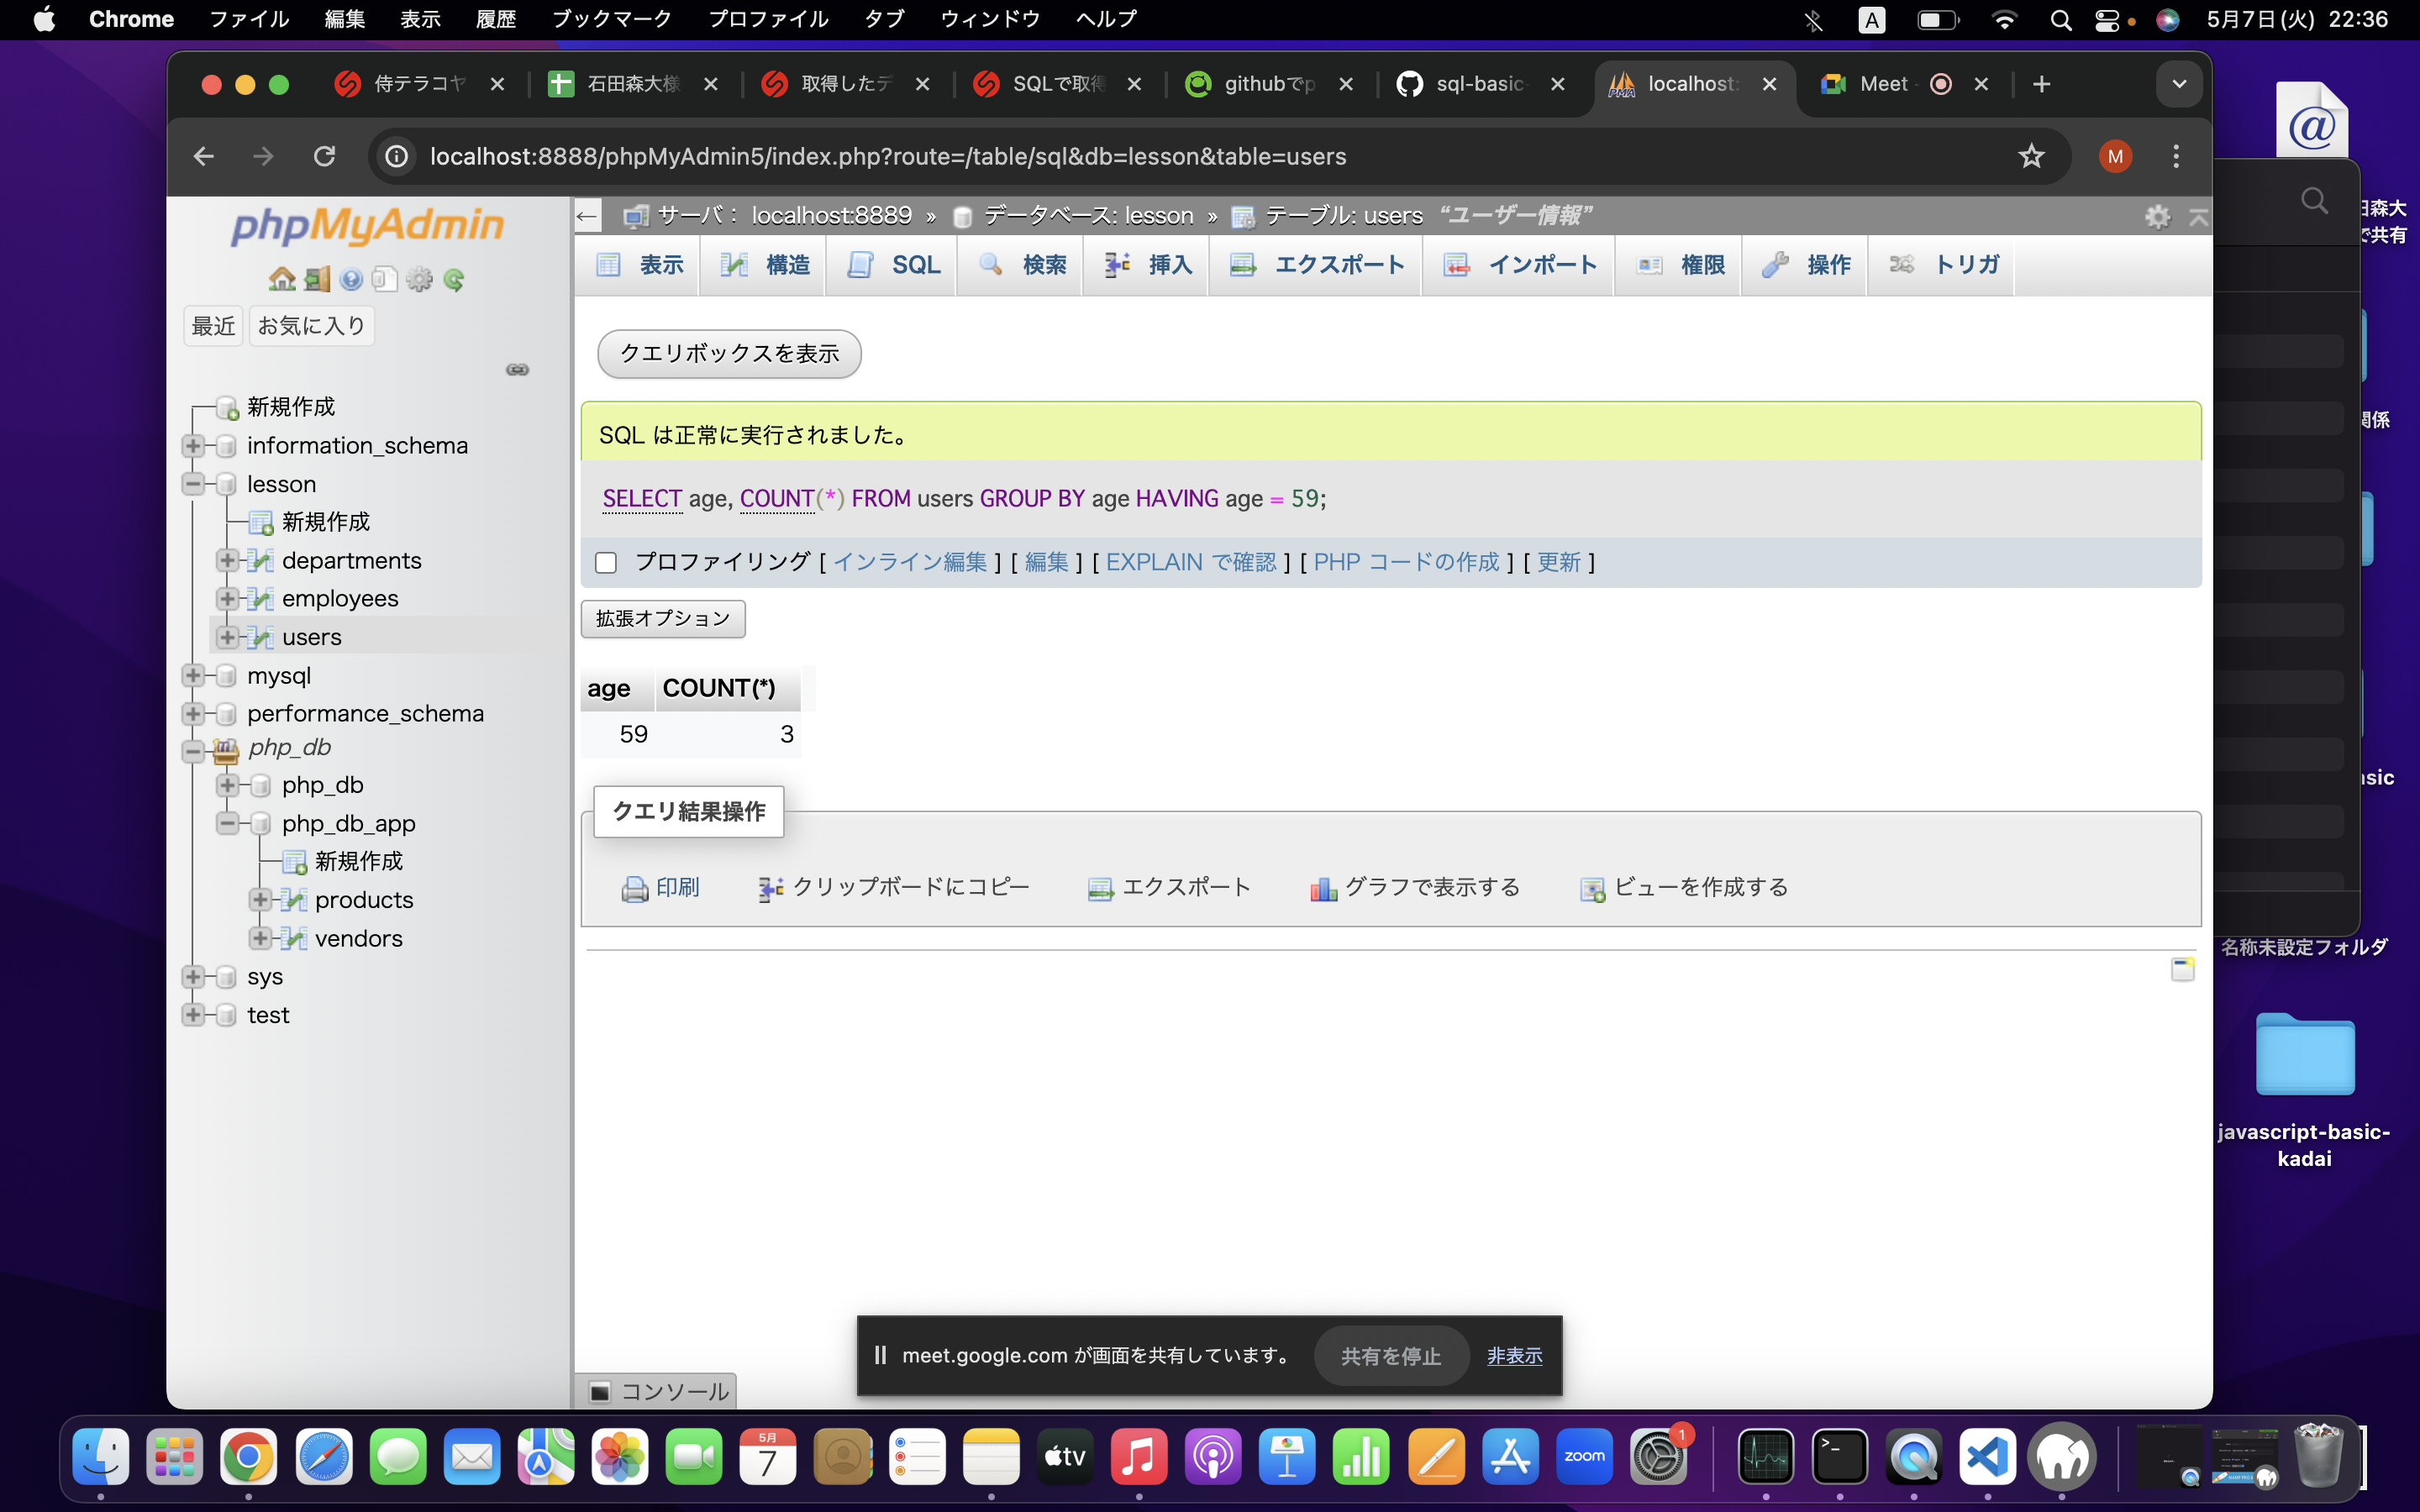 Chrome ファイル 編集 表示 履歴 ブックマーク プロファイル タブ ウィンドウ ヘルプ A 5月7日(火) 22:36
侍テラコヤ 石田森大様 取得したデ SQLで取得 githubでp sql-basic- localhost: Meet -
localhost:8888/phpMyAdmin5/index.php?route=/table/sql&db=lesson&table=users M
phpMyAdmin
最近 お気に入り
新規作成
information_schema
lesson
新規作成
departments
employees
users
mysql
performance_schema
php_db
php_db
php_db_app
新規作成
products
vendors
sys
test
サーバ： localhost:8889 » データベース: lesson » テーブル: users “ユーザー情報”
表示 構造 SQL 検索 挿入 エクスポート インポート 権限 操作 トリガ
クエリボックスを表示
SQL は正常に実行されました。
SELECT age, COUNT(*) FROM users GROUP BY age HAVING age = 59;
プロファイリング [ インライン編集 ] [ 編集 ] [ EXPLAIN で確認 ] [ PHP コードの作成 ] [ 更新 ]
拡張オプション
age COUNT(*)
59 3
クエリ結果操作
印刷 クリップボードにコピー エクスポート グラフで表示する ビューを作成する
meet.google.com が画面を共有しています。 共有を停止 非表示
コンソール
田森大
で共有
関係
asic
名称未設定フォルダ
javascript-basic-
kadai
5月
7
tv
zoom
1